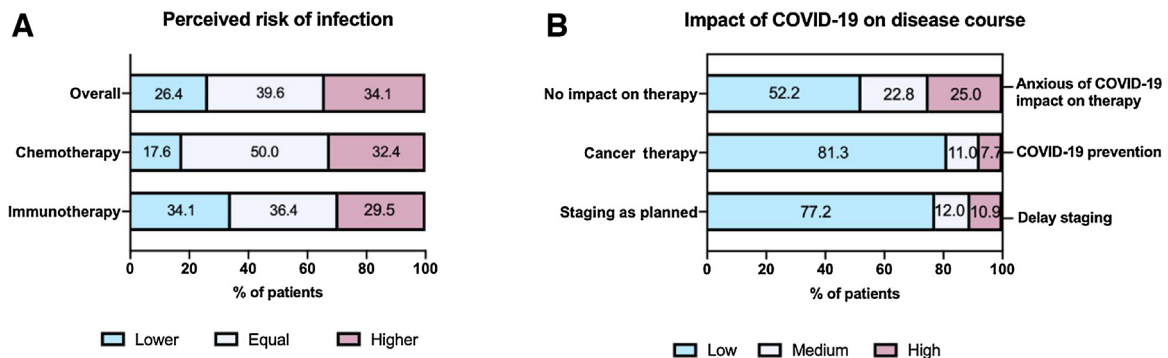 A
Perceived risk of infection
Overall
26.4
39.6
34.1
Chemotherapy
17.6
50.0
32.4
Immunotherapy
34.1
36.4
29.5
0
20
40
60
80
100
% of patients
Lower
Equal
Higher
B
Impact of COVID-19 on disease course
No impact on therapy
52.2
22.8
25.0
Anxious of COVID-19
impact on therapy
Cancer therapy
81.3
11.0
7.7
COVID-19 prevention
Staging as planned
77.2
12.0
10.9
Delay staging
0
20
40
60
80
100
% of patients
Low
Medium
High